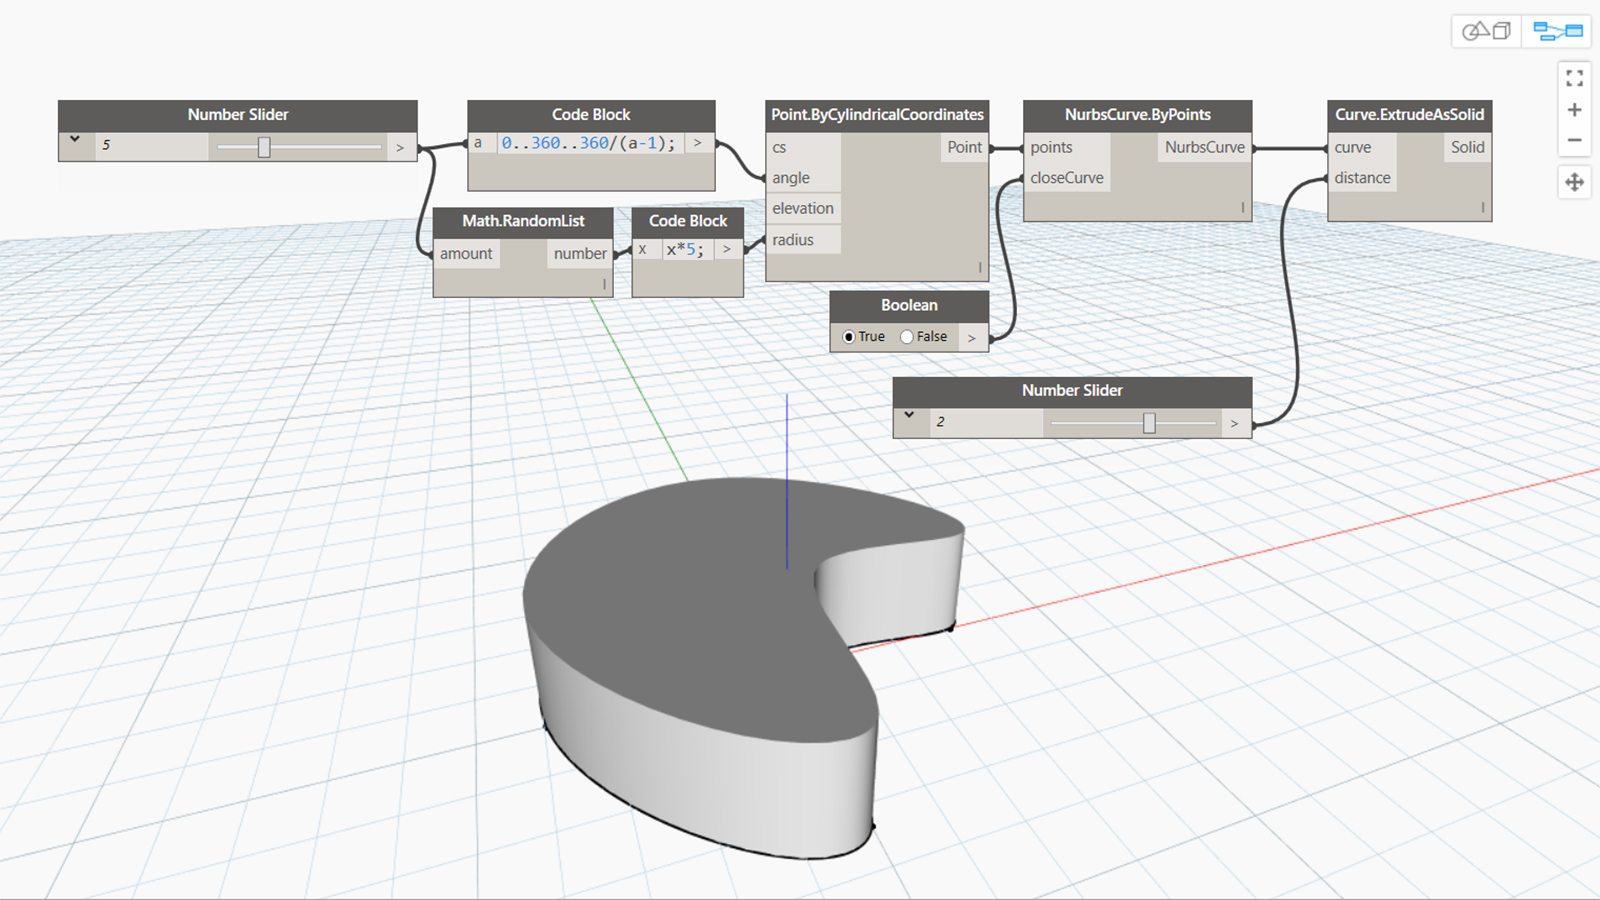 Number Slider
5
>
Code Block
a
0..360..360/(a-1);
>
Point.ByCylindricalCoordinates
cs
Point
angle
elevation
radius
NurbsCurve.ByPoints
points
NurbsCurve
closeCurve
Curve.ExtrudeAsSolid
curve
Solid
distance
Math.RandomList
amount
number
Code Block
x
x*5;
>
Boolean
True
False
>
Number Slider
2
>